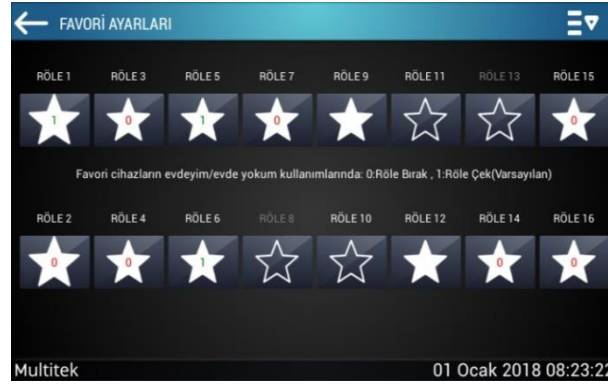 FAVORİ AYARLARI
RÖLE 1 RÖLE 3 RÖLE 5 RÖLE 7 RÖLE 9 RÖLE 11 RÖLE 13 RÖLE 15
1 0 1 0 0
Favori cihazların evdeyim/evde yokum kullanımlarında: 0:Röle Bırak , 1:Röle Çek(Varsayılan)
RÖLE 2 RÖLE 4 RÖLE 6 RÖLE 8 RÖLE 10 RÖLE 12 RÖLE 14 RÖLE 16
0 0 1 0 0
Multitek 01 Ocak 2018 08:23:22